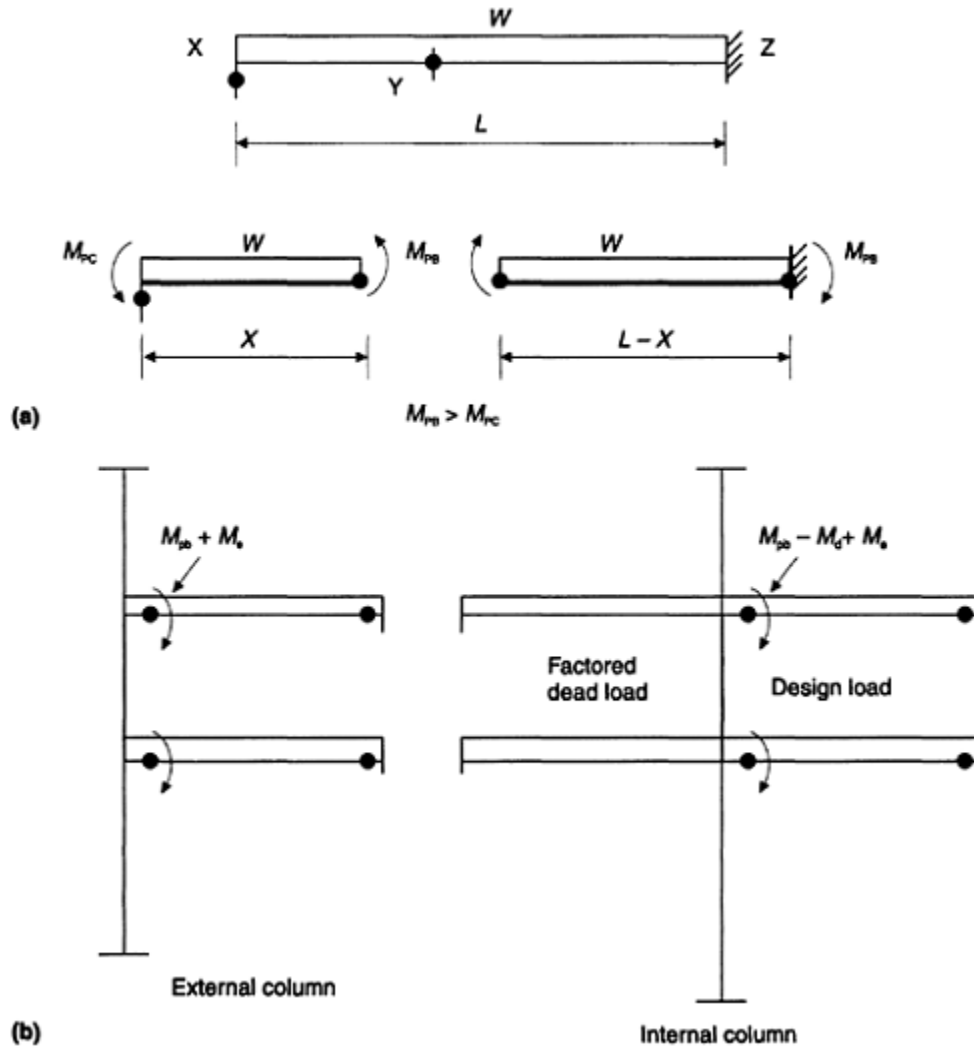 W
X
Z
Y
L
M_PC
W
M_PB
W
M_PB
X
L – X
(a)
M_PB > M_PC
M_pb + M_e
M_pb – M_d + M_e
Factored
dead load
Design load
External column
(b)
Internal column